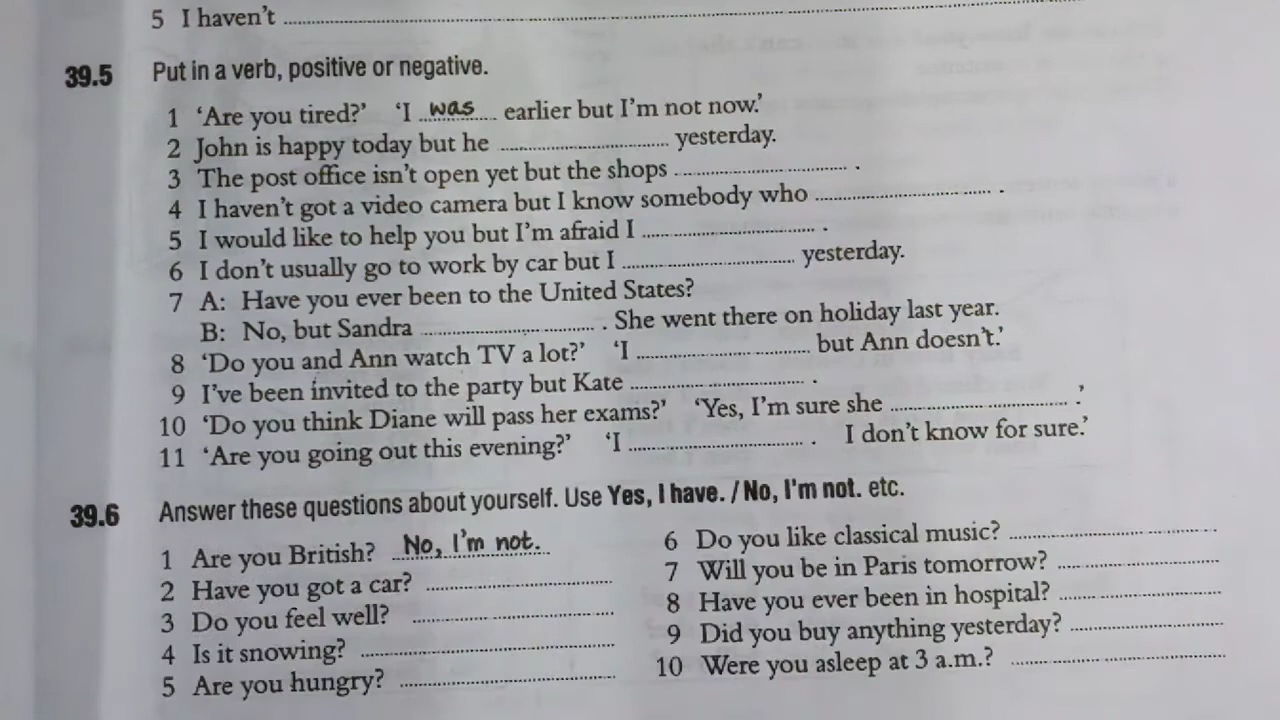 5 I haven't ........................................
39.5 Put in a verb, positive or negative.
1 'Are you tired?' 'I ..was.... earlier but I'm not now.'
2 John is happy today but he .............................. yesterday.
3 The post office isn't open yet but the shops .............................. .
4 I haven't got a video camera but I know somebody who .............................. .
5 I would like to help you but I'm afraid I .............................. .
6 I don't usually go to work by car but I .............................. yesterday.
7 A: Have you ever been to the United States?
B: No, but Sandra .............................. . She went there on holiday last year.
8 'Do you and Ann watch TV a lot?' 'I .............................. but Ann doesn't.'
9 I've been invited to the party but Kate .............................. .
10 'Do you think Diane will pass her exams?' 'Yes, I'm sure she .............................. .'
11 'Are you going out this evening?' 'I .............................. . I don't know for sure.'
39.6 Answer these questions about yourself. Use Yes, I have. / No, I'm not. etc.
1 Are you British? ..No, I'm not...
2 Have you got a car? ..............................
3 Do you feel well? ..............................
4 Is it snowing? ..............................
5 Are you hungry? ..............................
6 Do you like classical music? ..............................
7 Will you be in Paris tomorrow? ..............................
8 Have you ever been in hospital? ..............................
9 Did you buy anything yesterday? ..............................
10 Were you asleep at 3 a.m.? ..............................